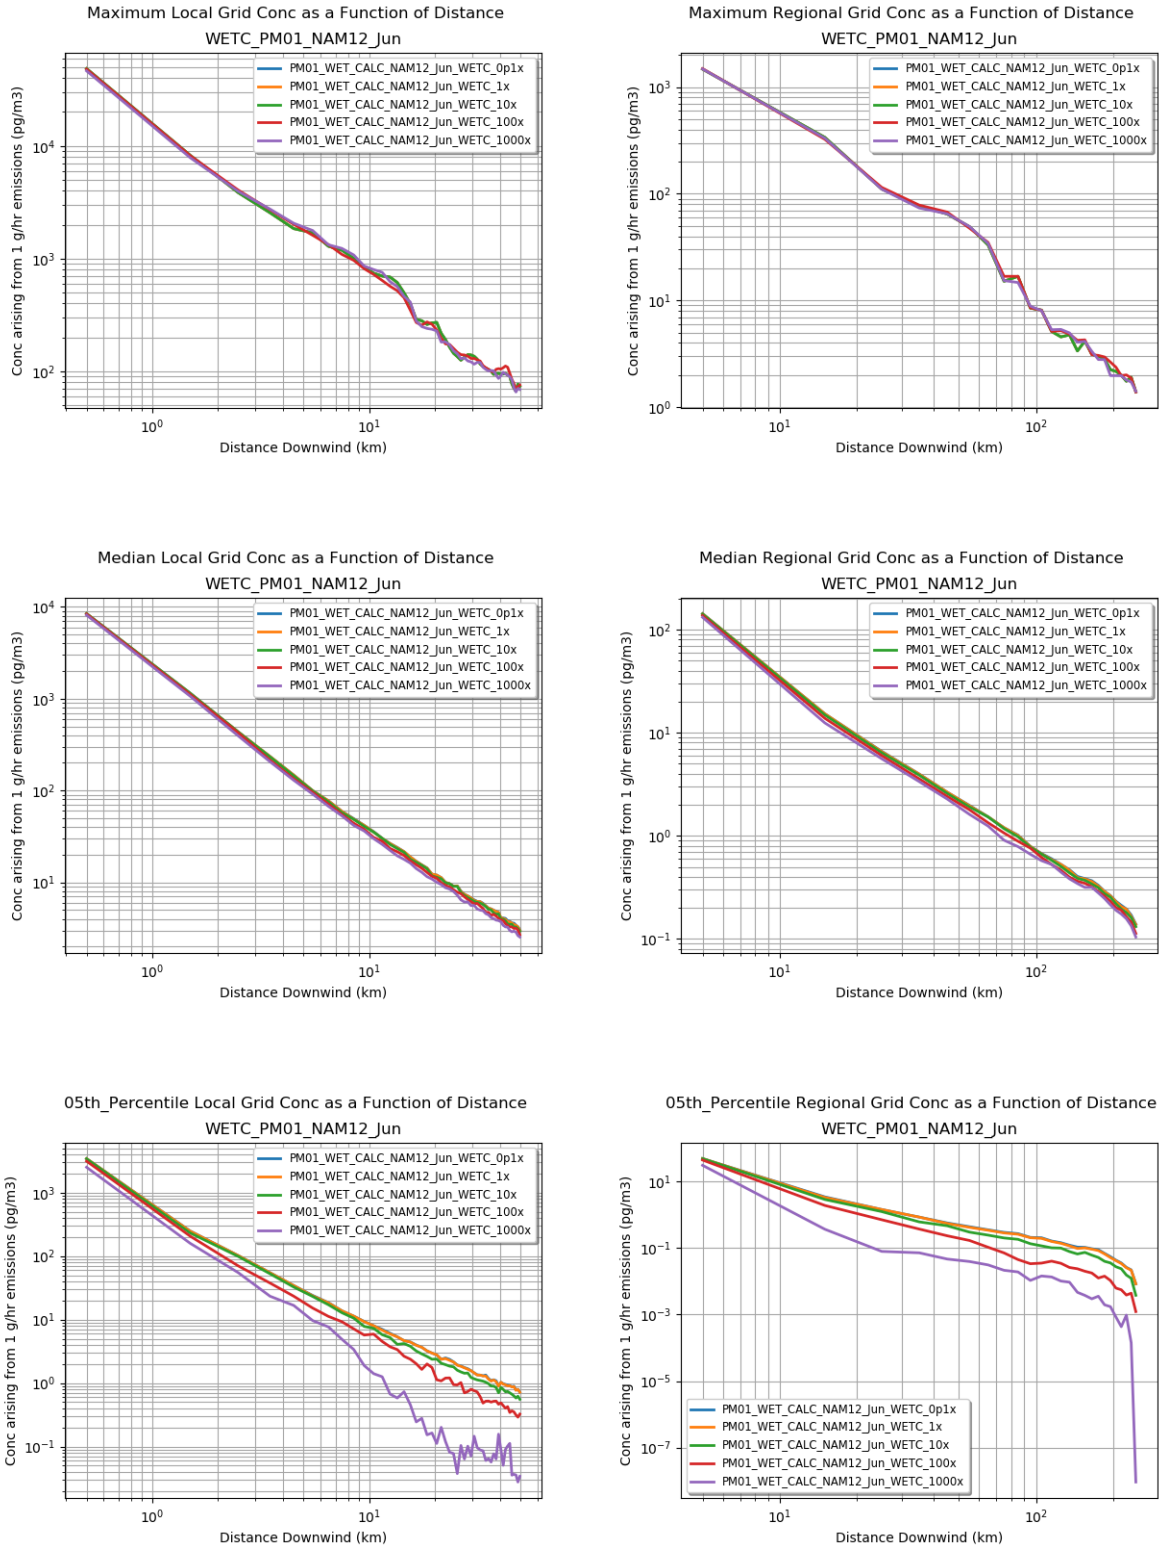 Maximum Local Grid Conc as a Function of Distance
WETC_PM01_NAM12_Jun
Conc arising from 1 g/hr emissions (pg/m3)
10⁴
10³
10²
PM01_WET_CALC_NAM12_Jun_WETC_0p1x
PM01_WET_CALC_NAM12_Jun_WETC_1x
PM01_WET_CALC_NAM12_Jun_WETC_10x
PM01_WET_CALC_NAM12_Jun_WETC_100x
PM01_WET_CALC_NAM12_Jun_WETC_1000x
10⁰ 10¹
Distance Downwind (km)
Maximum Regional Grid Conc as a Function of Distance
WETC_PM01_NAM12_Jun
Conc arising from 1 g/hr emissions (pg/m3)
10³
10²
10¹
10⁰
PM01_WET_CALC_NAM12_Jun_WETC_0p1x
PM01_WET_CALC_NAM12_Jun_WETC_1x
PM01_WET_CALC_NAM12_Jun_WETC_10x
PM01_WET_CALC_NAM12_Jun_WETC_100x
PM01_WET_CALC_NAM12_Jun_WETC_1000x
10¹ 10²
Distance Downwind (km)
Median Local Grid Conc as a Function of Distance
WETC_PM01_NAM12_Jun
Conc arising from 1 g/hr emissions (pg/m3)
10⁴
10³
10²
10¹
PM01_WET_CALC_NAM12_Jun_WETC_0p1x
PM01_WET_CALC_NAM12_Jun_WETC_1x
PM01_WET_CALC_NAM12_Jun_WETC_10x
PM01_WET_CALC_NAM12_Jun_WETC_100x
PM01_WET_CALC_NAM12_Jun_WETC_1000x
10⁰ 10¹
Distance Downwind (km)
Median Regional Grid Conc as a Function of Distance
WETC_PM01_NAM12_Jun
Conc arising from 1 g/hr emissions (pg/m3)
10²
10¹
10⁰
10⁻¹
PM01_WET_CALC_NAM12_Jun_WETC_0p1x
PM01_WET_CALC_NAM12_Jun_WETC_1x
PM01_WET_CALC_NAM12_Jun_WETC_10x
PM01_WET_CALC_NAM12_Jun_WETC_100x
PM01_WET_CALC_NAM12_Jun_WETC_1000x
10¹ 10²
Distance Downwind (km)
05th_Percentile Local Grid Conc as a Function of Distance
WETC_PM01_NAM12_Jun
Conc arising from 1 g/hr emissions (pg/m3)
10³
10²
10¹
10⁰
10⁻¹
PM01_WET_CALC_NAM12_Jun_WETC_0p1x
PM01_WET_CALC_NAM12_Jun_WETC_1x
PM01_WET_CALC_NAM12_Jun_WETC_10x
PM01_WET_CALC_NAM12_Jun_WETC_100x
PM01_WET_CALC_NAM12_Jun_WETC_1000x
10⁰ 10¹
Distance Downwind (km)
05th_Percentile Regional Grid Conc as a Function of Distance
WETC_PM01_NAM12_Jun
Conc arising from 1 g/hr emissions (pg/m3)
10¹
10⁻¹
10⁻³
10⁻⁵
10⁻⁷
PM01_WET_CALC_NAM12_Jun_WETC_0p1x
PM01_WET_CALC_NAM12_Jun_WETC_1x
PM01_WET_CALC_NAM12_Jun_WETC_10x
PM01_WET_CALC_NAM12_Jun_WETC_100x
PM01_WET_CALC_NAM12_Jun_WETC_1000x
10¹ 10²
Distance Downwind (km)